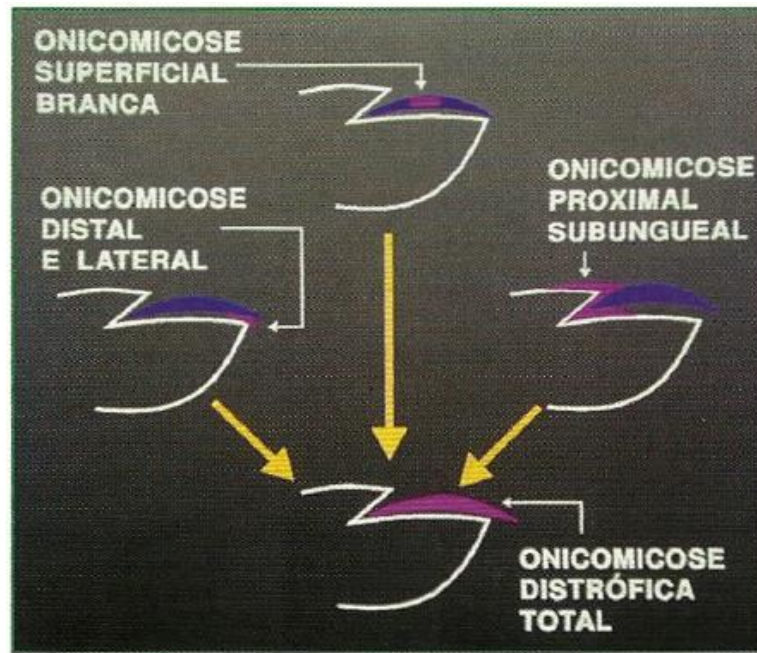 ONICOMICOSE
SUPERFICIAL
BRANCA
ONICOMICOSE
DISTAL
E LATERAL
ONICOMICOSE
PROXIMAL
SUBUNGUEAL
ONICOMICOSE
DISTRÓFICA
TOTAL